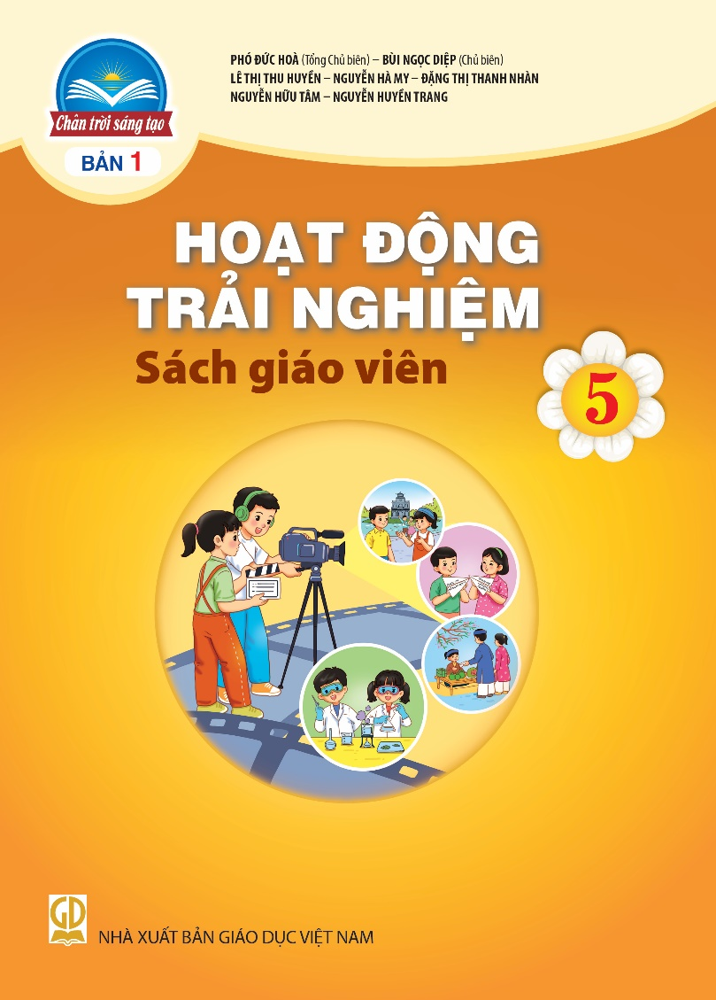 PHÓ ĐỨC HOÀ (Tổng Chủ biên) – BÙI NGỌC DIỆP (Chủ biên)
LÊ THỊ THU HUYỀN – NGUYỄN HÀ MY – ĐẶNG THỊ THANH NHÀN
NGUYỄN HỮU TÂM – NGUYỄN HUYỀN TRANG
Chân trời sáng tạo
BẢN 1
HOẠT ĐỘNG
TRẢI NGHIỆM
Sách giáo viên
5
GD
NHÀ XUẤT BẢN GIÁO DỤC VIỆT NAM